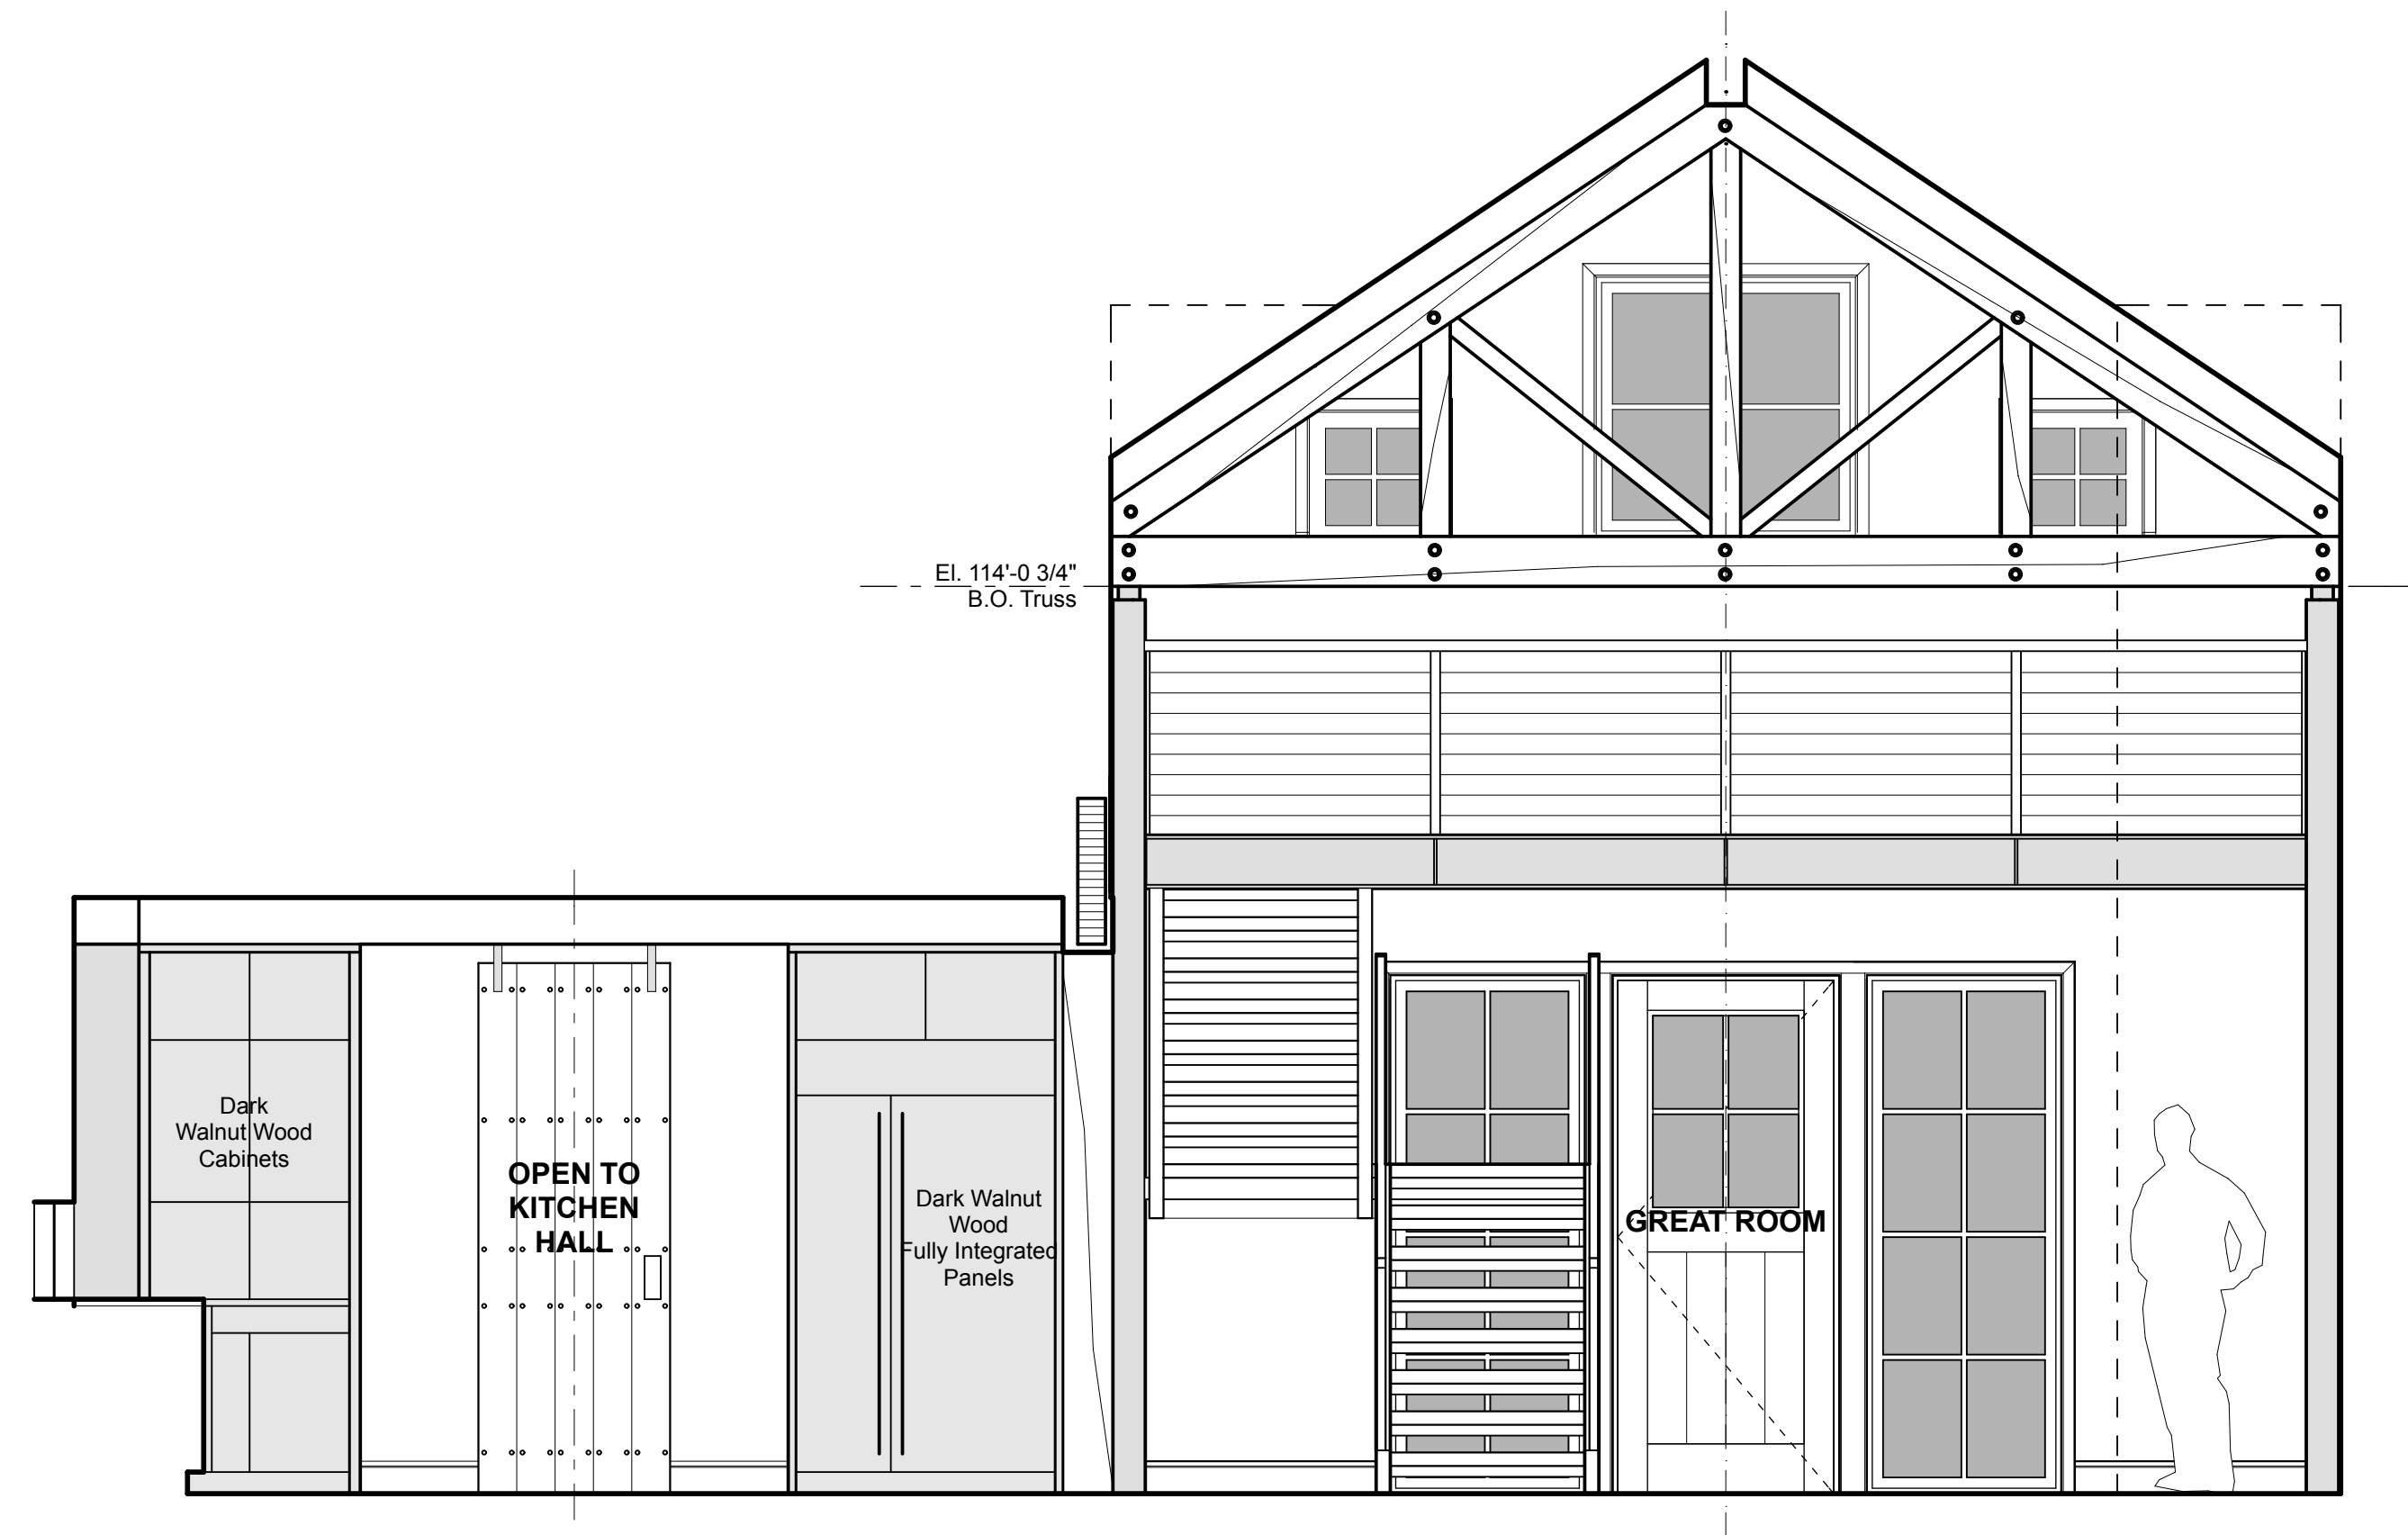 El. 114'-0 3/4"
B.O. Truss
Dark
Walnut Wood
Cabinets
OPEN TO
KITCHEN
HALL
Dark Walnut
Wood
Fully Integrated
Panels
GREAT ROOM